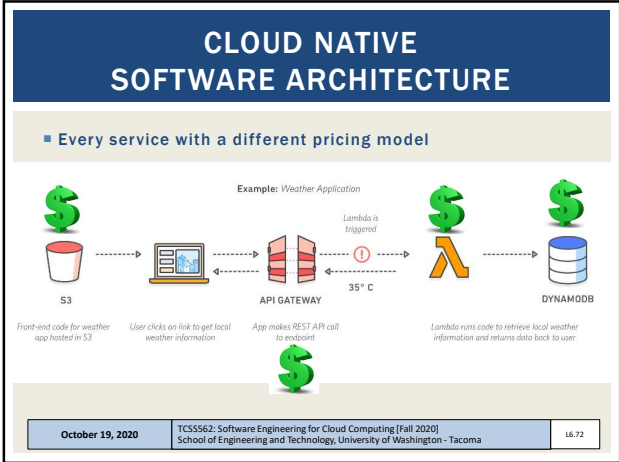 CLOUD NATIVE
SOFTWARE ARCHITECTURE
Every service with a different pricing model
Example: Weather Application
Lambda is
triggered
35° C
S3
API GATEWAY
DYNAMODB
Front-end code for weather
app hosted in S3
User clicks on link to get local
weather information
App makes REST API call
to endpoint
Lambda runs code to retrieve local weather
information and returns data back to user
October 19, 2020
TCSS562: Software Engineering for Cloud Computing [Fall 2020]
School of Engineering and Technology, University of Washington - Tacoma
L6.72